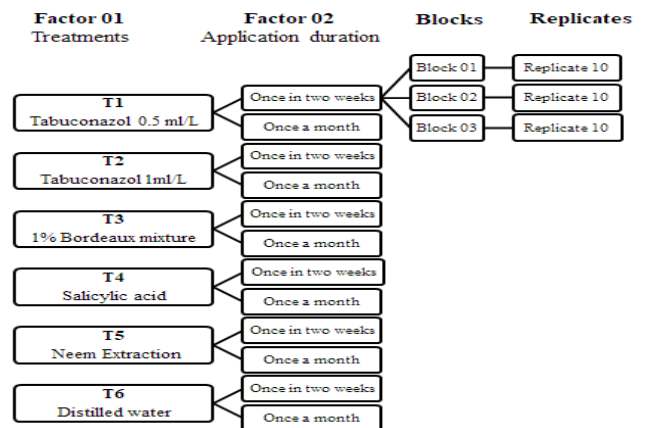 Factor 01 Factor 02 Blocks Replicates
Treatments Application duration
Block 01 Replicate 10
Once in two weeks Block 02 Replicate 10
T1
Tabuconazol 0.5 ml/L
Once a month Block 03 Replicate 10
Once in two weeks
T2
Tabuconazol 1ml/L
Once a month
Once in two weeks
T3
1% Bordeaux mixture
Once a month
Once in two weeks
T4
Salicylic acid
Once a month
Once in two weeks
T5
Neem Extraction
Once a month
Once in two weeks
T6
Distilled water
Once a month